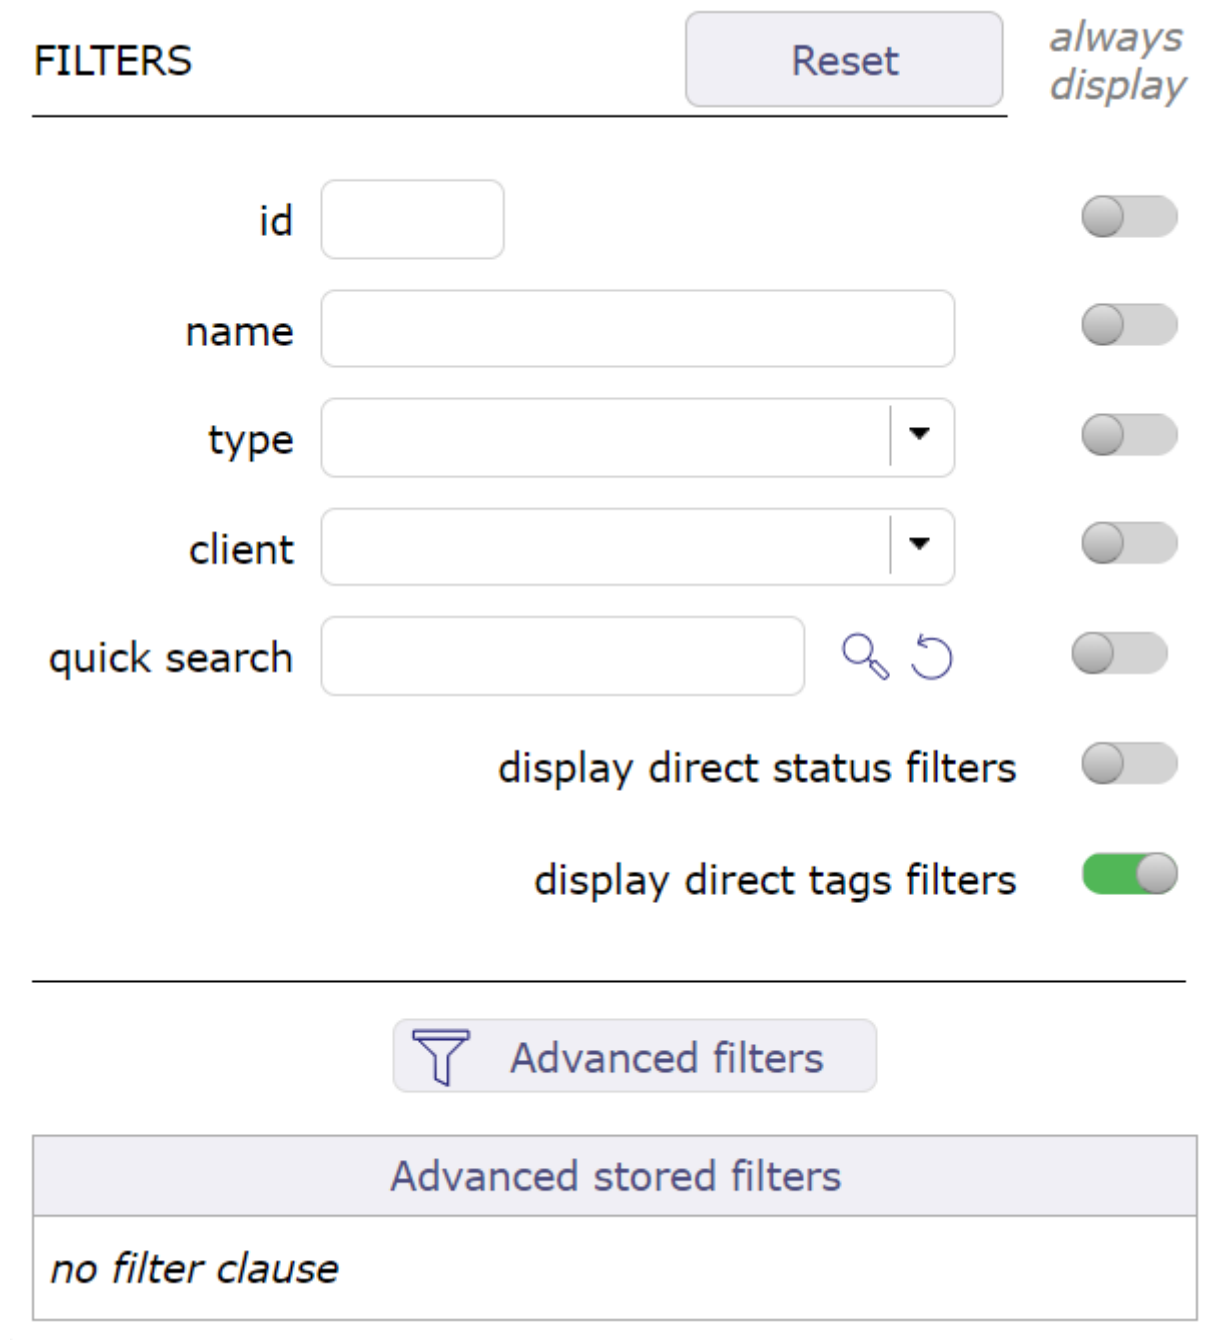 FILTERS
Reset
always
display
id
name
type
client
quick search
display direct status filters
display direct tags filters
Advanced filters
Advanced stored filters
no filter clause